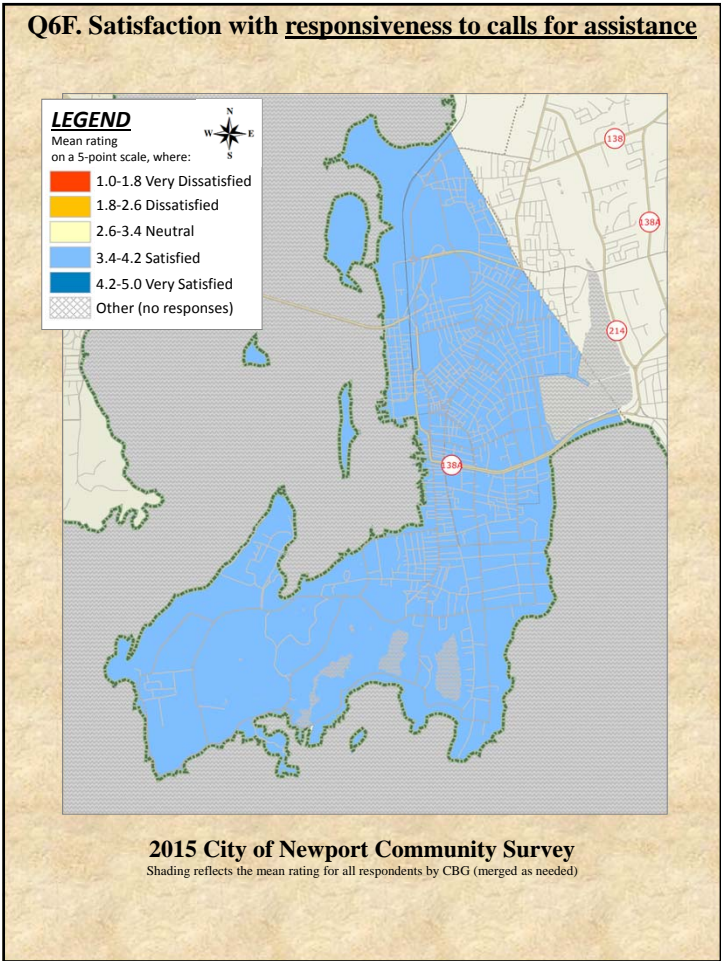 Q6F. Satisfaction with responsiveness to calls for assistance
LEGEND
Mean rating
on a 5-point scale, where:
N
W E
S
1.0-1.8 Very Dissatisfied
1.8-2.6 Dissatisfied
2.6-3.4 Neutral
3.4-4.2 Satisfied
4.2-5.0 Very Satisfied
Other (no responses)
138
138A
214
138A
2015 City of Newport Community Survey
Shading reflects the mean rating for all respondents by CBG (merged as needed)